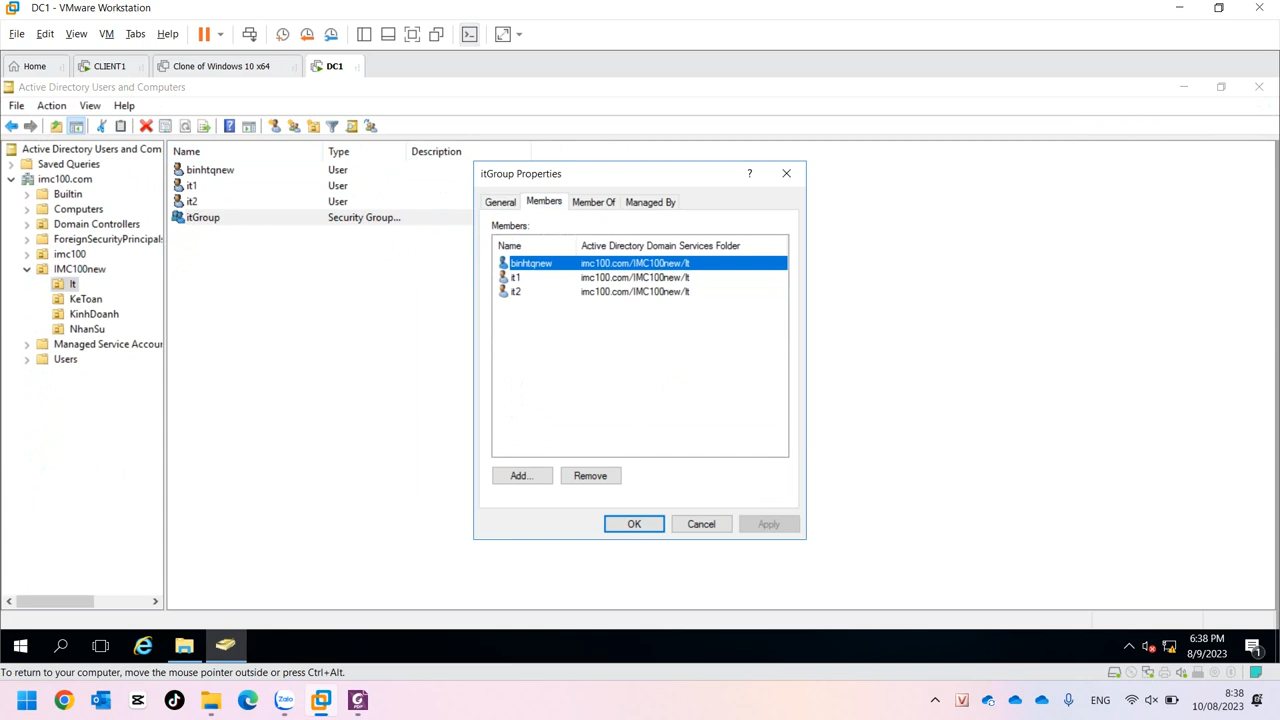 DC1 - VMware Workstation
File Edit View VM Tabs Help
Home CLIENT1 Clone of Windows 10 x64 DC1
Active Directory Users and Computers
File Action View Help
Active Directory Users and Com
Saved Queries
imc100.com
Builtin
Computers
Domain Controllers
ForeignSecurityPrincipals
imc100
IMC100new
It
KeToan
KinhDoanh
NhanSu
Managed Service Accour
Users
Name Type Description
binhtqnew User
it1 User
it2 User
itGroup Security Group...
itGroup Properties
General Members Member Of Managed By
Members:
Name Active Directory Domain Services Folder
binhtqnew imc100.com/IMC100new/It
it1 imc100.com/IMC100new/It
it2 imc100.com/IMC100new/It
Add... Remove
OK Cancel Apply
6:38 PM
8/9/2023
1
To return to your computer, move the mouse pointer outside or press Ctrl+Alt.
Zalo
PDF
ENG
8:38
10/08/2023